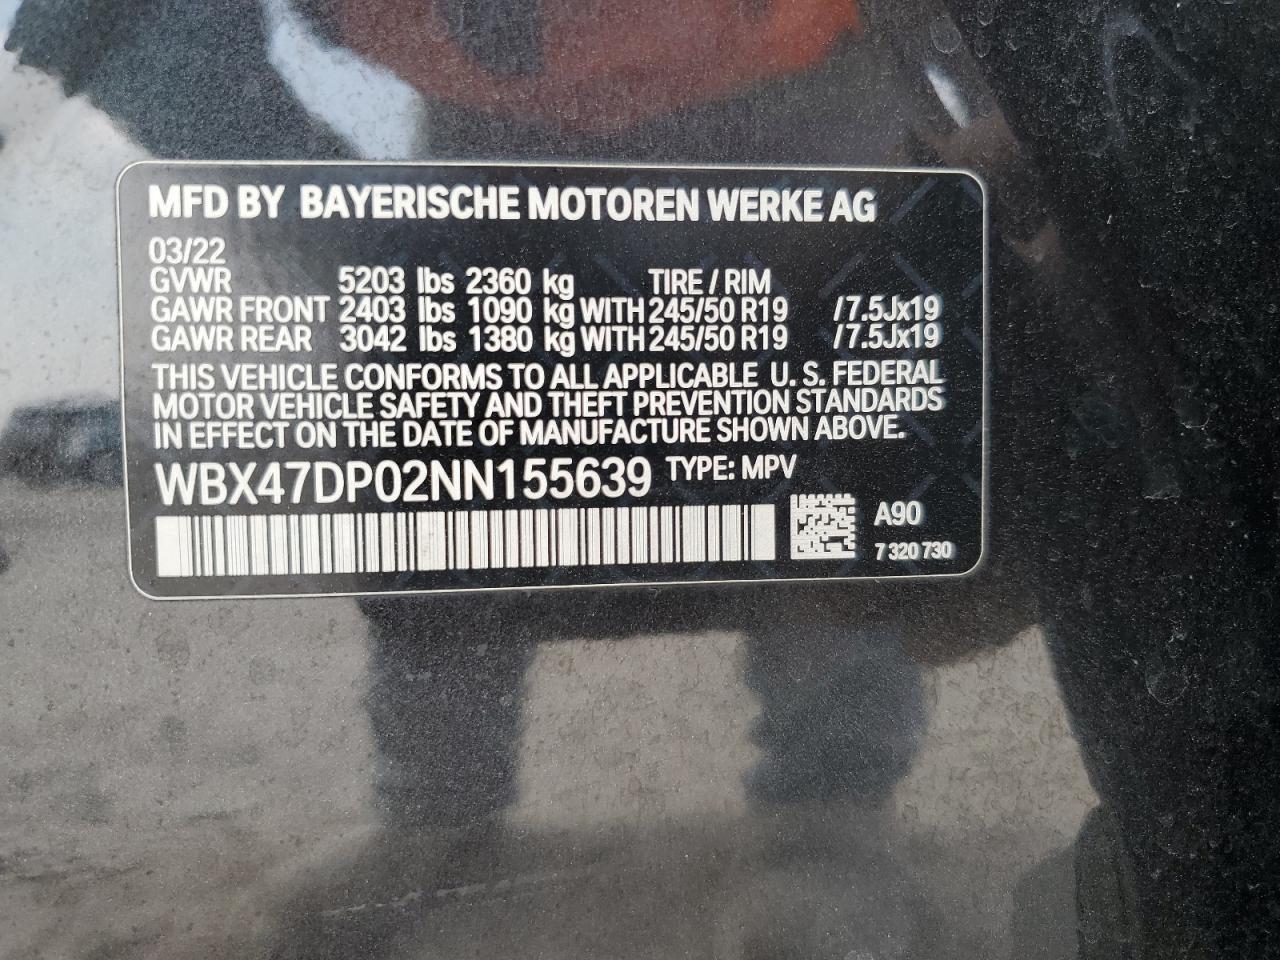 MFD BY BAYERISCHE MOTOREN WERKE AG
03/22
GVWR 5203 lbs 2360 kg TIRE / RIM
GAWR FRONT 2403 lbs 1090 kg WITH 245/50 R19 /7.5Jx19
GAWR REAR 3042 lbs 1380 kg WITH 245/50 R19 /7.5Jx19
THIS VEHICLE CONFORMS TO ALL APPLICABLE U. S. FEDERAL
MOTOR VEHICLE SAFETY AND THEFT PREVENTION STANDARDS
IN EFFECT ON THE DATE OF MANUFACTURE SHOWN ABOVE.
WBX47DP02NN155639 TYPE: MPV
A90
7 320 730